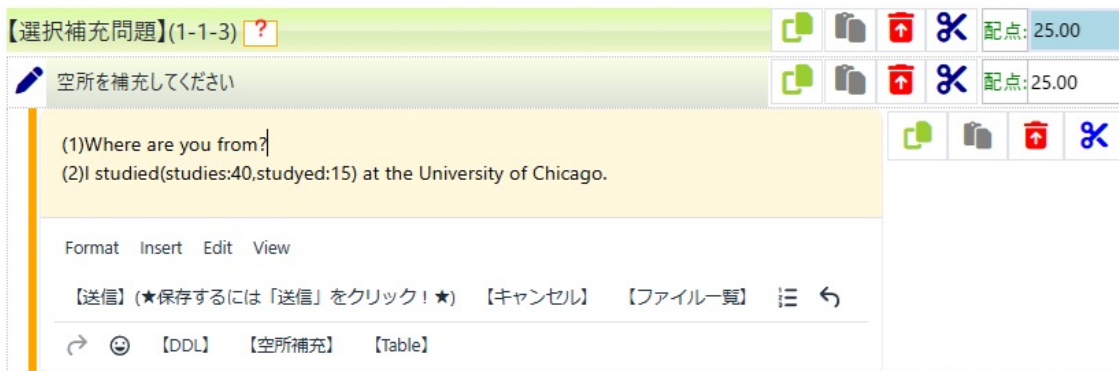 【選択補充問題】(1-1-3) ? 配点: 25.00
空所を補充してください 配点: 25.00
(1)Where are you from?
(2)I studied(studies:40,studyed:15) at the University of Chicago.
Format Insert Edit View
【送信】(★保存するには「送信」をクリック！★) 【キャンセル】 【ファイル一覧】
【DDL】 【空所補充】 【Table】